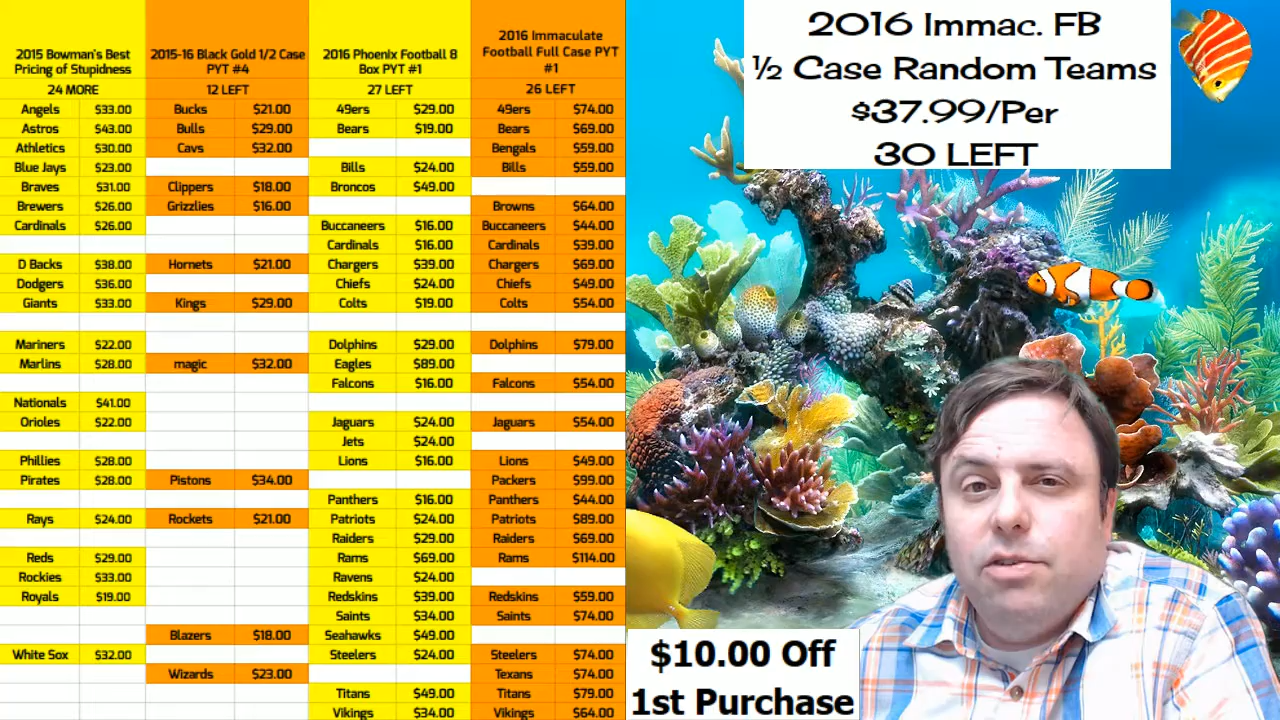 2015 Bowman's Best
Pricing of Stupidness
24 MORE
Angels $33.00
Astros $43.00
Athletics $30.00
Blue Jays $23.00
Braves $31.00
Brewers $26.00
Cardinals $26.00
D Backs $38.00
Dodgers $36.00
Giants $33.00
Mariners $22.00
Marlins $28.00
Nationals $41.00
Orioles $22.00
Phillies $28.00
Pirates $28.00
Rays $24.00
Reds $29.00
Rockies $33.00
Royals $19.00
White Sox $32.00
2015-16 Black Gold 1/2 Case
PYT #4
12 LEFT
Bucks $21.00
Bulls $29.00
Cavs $32.00
Clippers $18.00
Grizzlies $16.00
Hornets $21.00
Kings $29.00
magic $32.00
Pistons $34.00
Rockets $21.00
Blazers $18.00
Wizards $23.00
2016 Phoenix Football 8
Box PYT #1
27 LEFT
49ers $29.00
Bears $19.00
Bills $24.00
Broncos $49.00
Buccaneers $16.00
Cardinals $16.00
Chargers $39.00
Chiefs $24.00
Colts $19.00
Dolphins $29.00
Eagles $89.00
Falcons $16.00
Jaguars $24.00
Jets $24.00
Lions $16.00
Panthers $16.00
Patriots $24.00
Raiders $29.00
Rams $69.00
Ravens $24.00
Redskins $39.00
Saints $34.00
Seahawks $49.00
Steelers $24.00
Titans $49.00
Vikings $34.00
2016 Immaculate
Football Full Case PYT
#1
26 LEFT
49ers $74.00
Bears $69.00
Bengals $59.00
Bills $59.00
Browns $64.00
Buccaneers $44.00
Cardinals $39.00
Chargers $69.00
Chiefs $49.00
Colts $54.00
Dolphins $79.00
Falcons $54.00
Jaguars $54.00
Lions $49.00
Packers $99.00
Panthers $44.00
Patriots $89.00
Raiders $69.00
Rams $114.00
Redskins $59.00
Saints $74.00
Steelers $74.00
Texans $74.00
Titans $79.00
Vikings $64.00
2016 Immac. FB
½ Case Random Teams
$37.99/Per
30 LEFT
$10.00 Off
1st Purchase